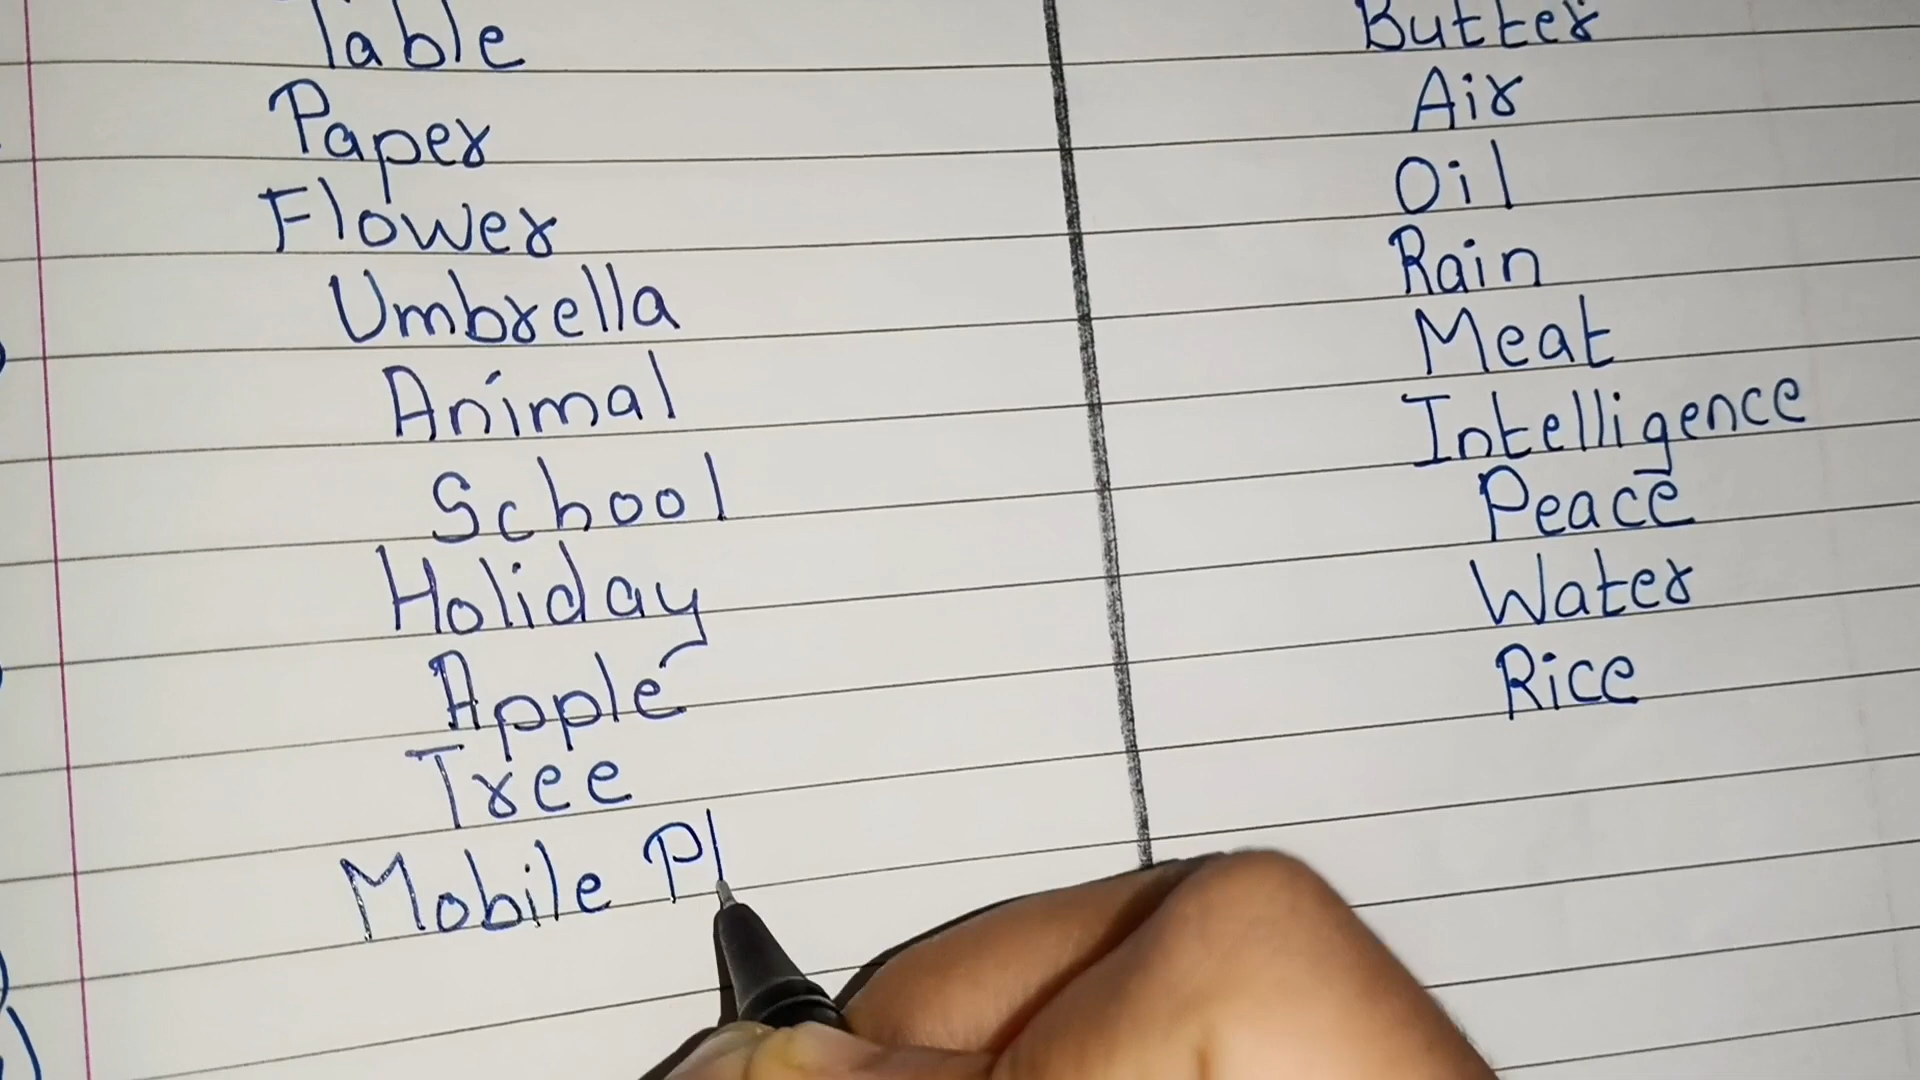 Table
Paper
Flower
Umbrella
Animal
School
Holiday
Apple
Tree
Mobile Pl
Butter
Air
Oil
Rain
Meat
Intelligence
Peace
Water
Rice